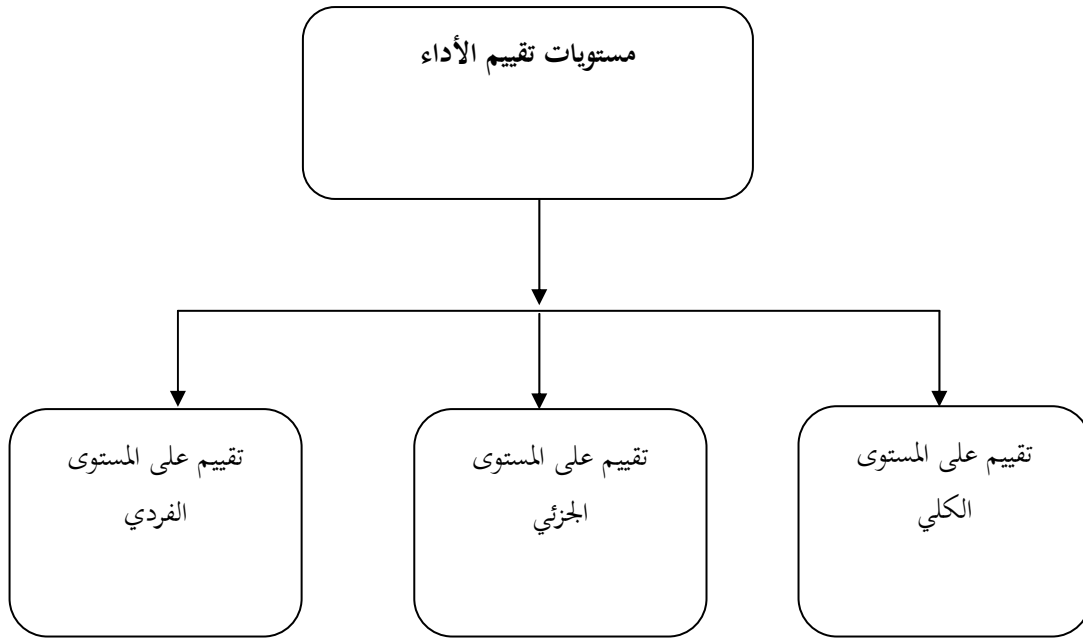 مستويات تقييم الأداء
تقييم على المستوى
الكلي
تقييم على المستوى
الجزئي
تقييم على المستوى
الفردي